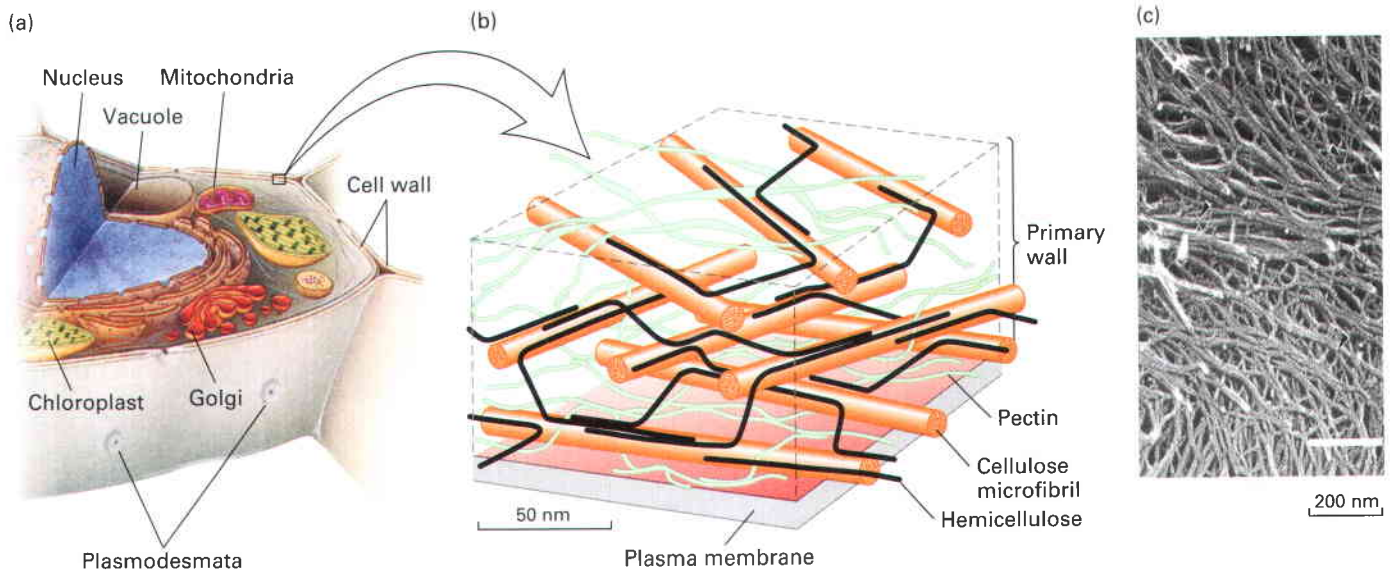 (a)
Nucleus
Mitochondria
Vacuole
Cell wall
Chloroplast
Golgi
Plasmodesmata
(b)
Primary
wall
Pectin
Cellulose
microfibril
Hemicellulose
50 nm
Plasma membrane
(c)
200 nm